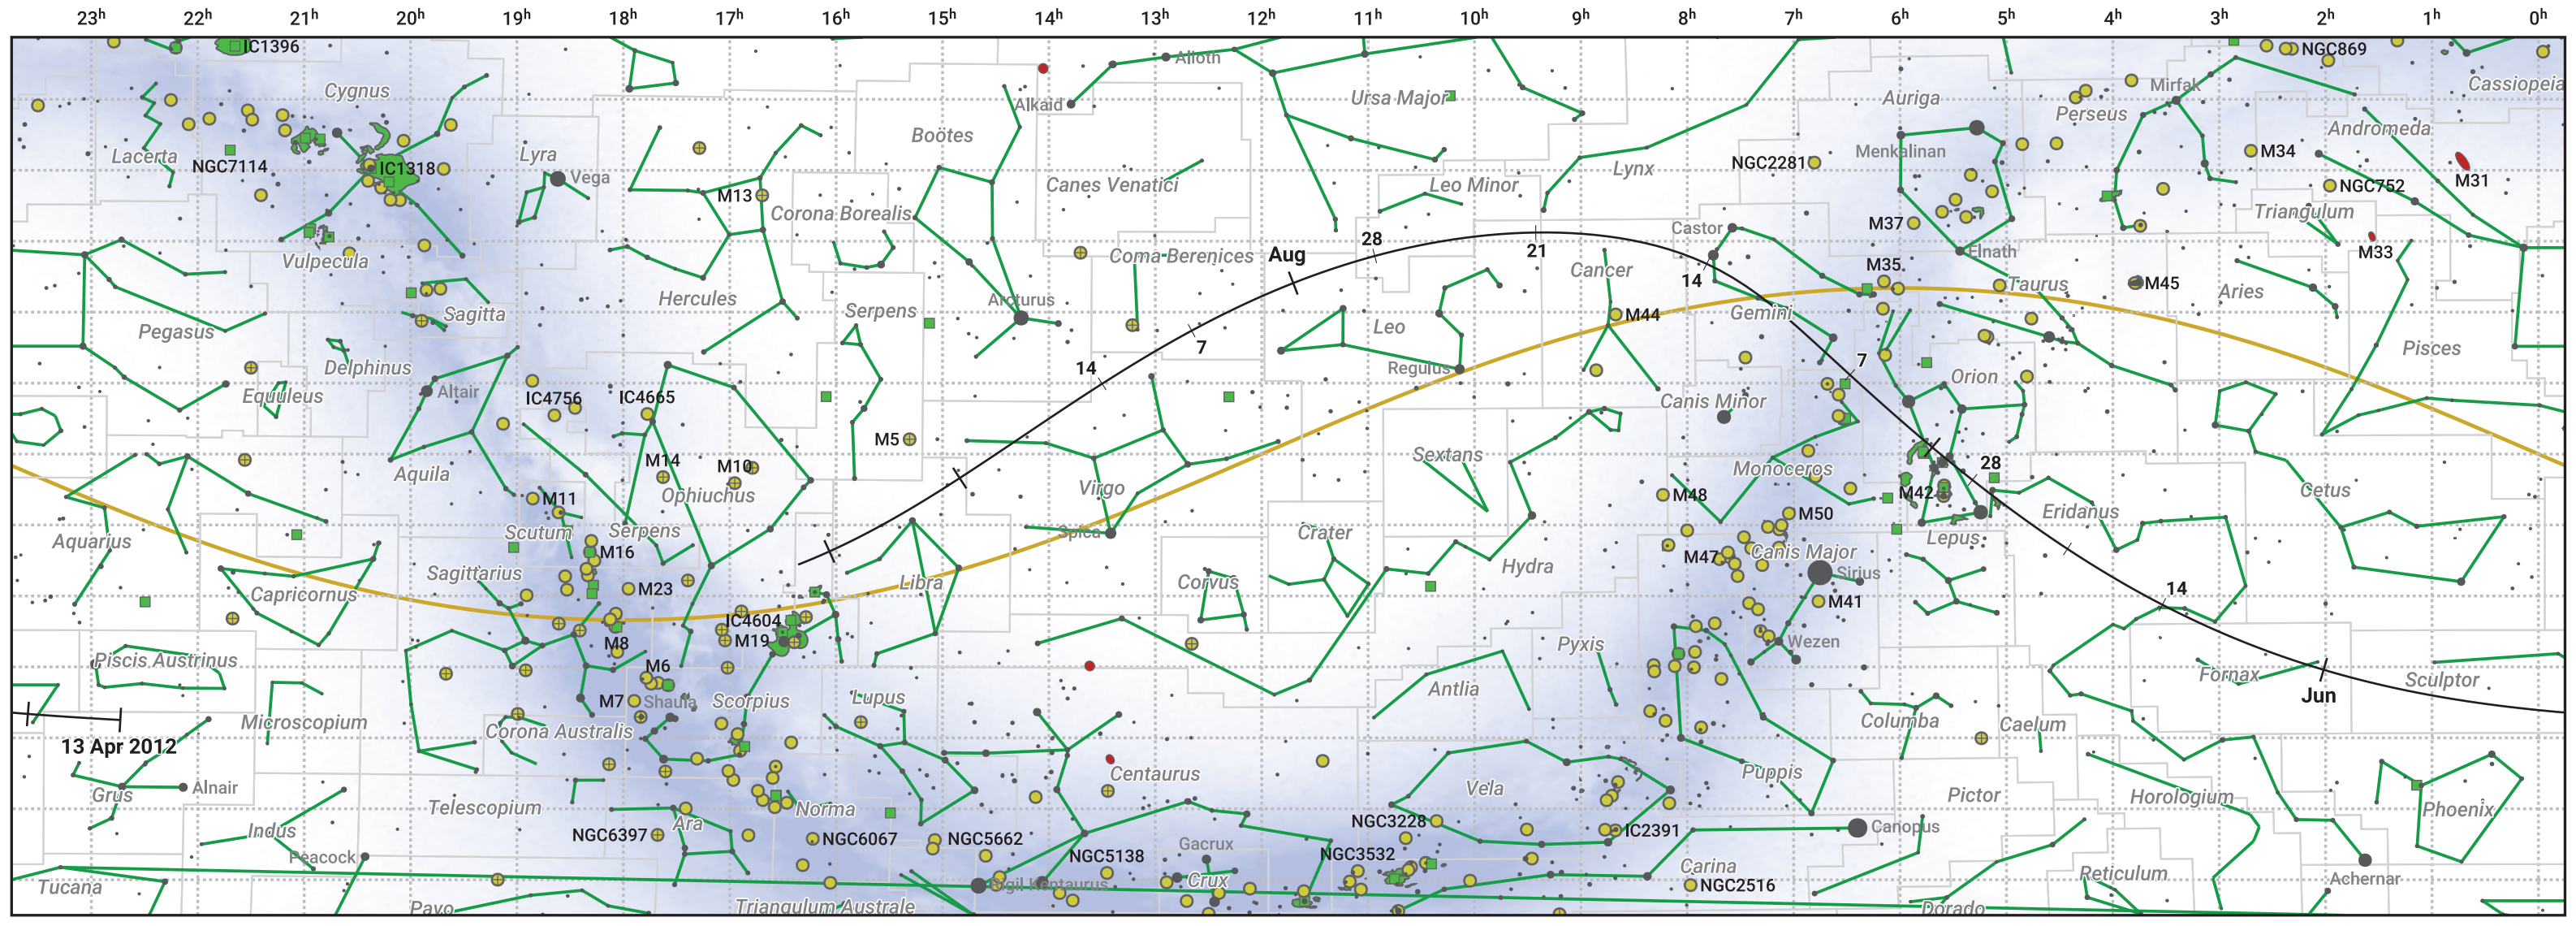 23h 22h 21h 20h 19h 18h 17h 16h 15h 14h 13h 12h 11h 10h 9h 8h 7h 6h 5h 4h 3h 2h 1h 0h
IC1396
Alioth
NGC869
Cygnus
Alkaid
Ursa Major
Auriga
Mirfak
Perseus
Cassiopeia
Lacerta
NGC7114
IC1318
Lyra
Vega
Boötes
Canes Venatici
Leo Minor
Lynx
NGC2281
Menkalinan
M34
Andromeda
NGC752
M31
M13
Corona Borealis
Triangulum
M33
Vulpecula
Coma Berenices
Aug
28
21
Castor
14
M37
Elnath
Cancer
M35
Taurus
M45
Aries
Hercules
Arcturus
Sagitta
Serpens
Pegasus
Leo
M44
Gemini
7
14
Pisces
Delphinus
Equuleus
Altair
Regulus
7
Orion
IC4756
IC4665
Canis Minor
M5
Aquila
M14
M10
Ophiuchus
Sextans
Monoceros
28
Virgo
M11
M48
M42
Cetus
Aquarius
Scutum
Serpens
Spica
Crater
M50
Eridanus
M16
Hydra
M47
Canis Major
Lepus
Sirius
Sagittarius
Capricornus
M23
Libra
Corvus
M41
14
IC4604
M19
M8
Pyxis
Wezen
Piscis Austrinus
M6
Fornax
Sculptor
Jun
M7
Shaula
Scorpius
Lupus
Antlia
Microscopium
Corona Australis
Columba
Caelum
13 Apr 2012
Centaurus
Grus
Alnair
Telescopium
Norma
Vela
Puppis
Pictor
Horologium
Phoenix
Indus
Ara
NGC6397
NGC6067
NGC5662
NGC3228
IC2391
Canopus
Peacock
NGC5138
Gacrux
NGC3532
Carina
Tucana
Rigil Kentaurus
Crux
NGC2516
Reticulum
Achernar
Pavo
Triangulum Australe
Dorado